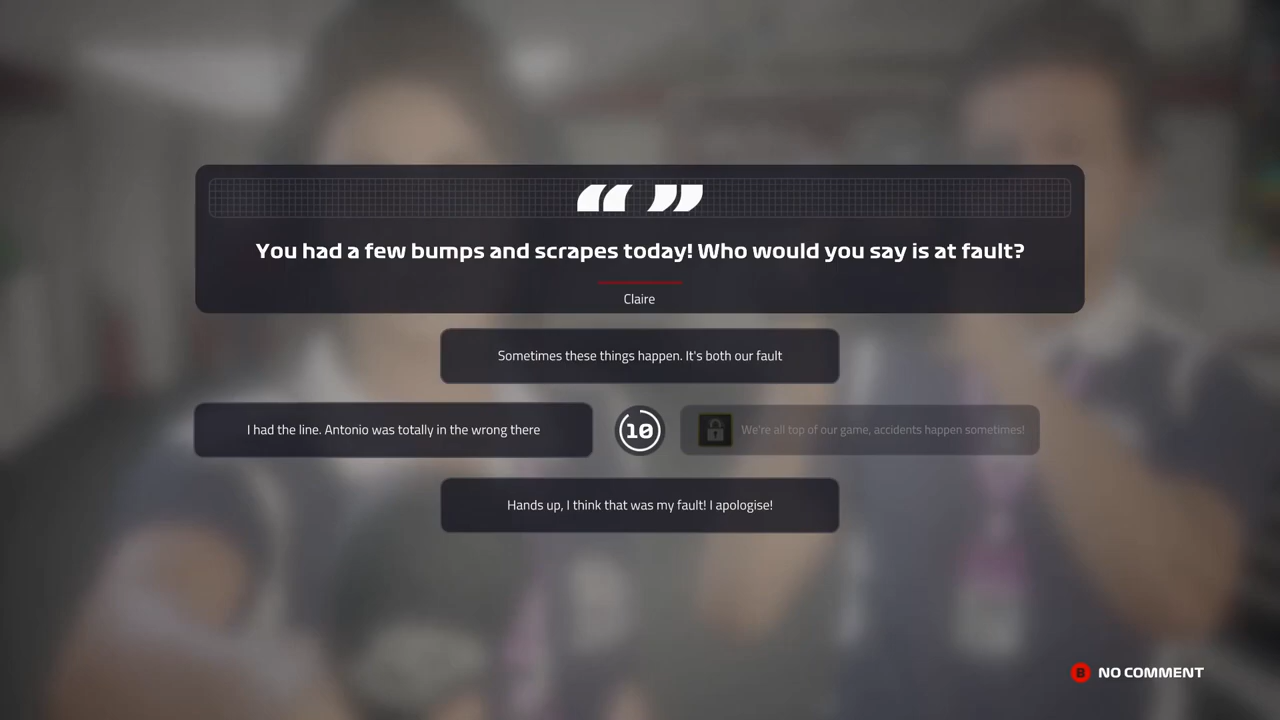 “ ”
You had a few bumps and scrapes today! Who would you say is at fault?
Claire
Sometimes these things happen. It's both our fault
I had the line. Antonio was totally in the wrong there
10
We're all top of our game, accidents happen sometimes!
Hands up, I think that was my fault! I apologise!
B NO COMMENT